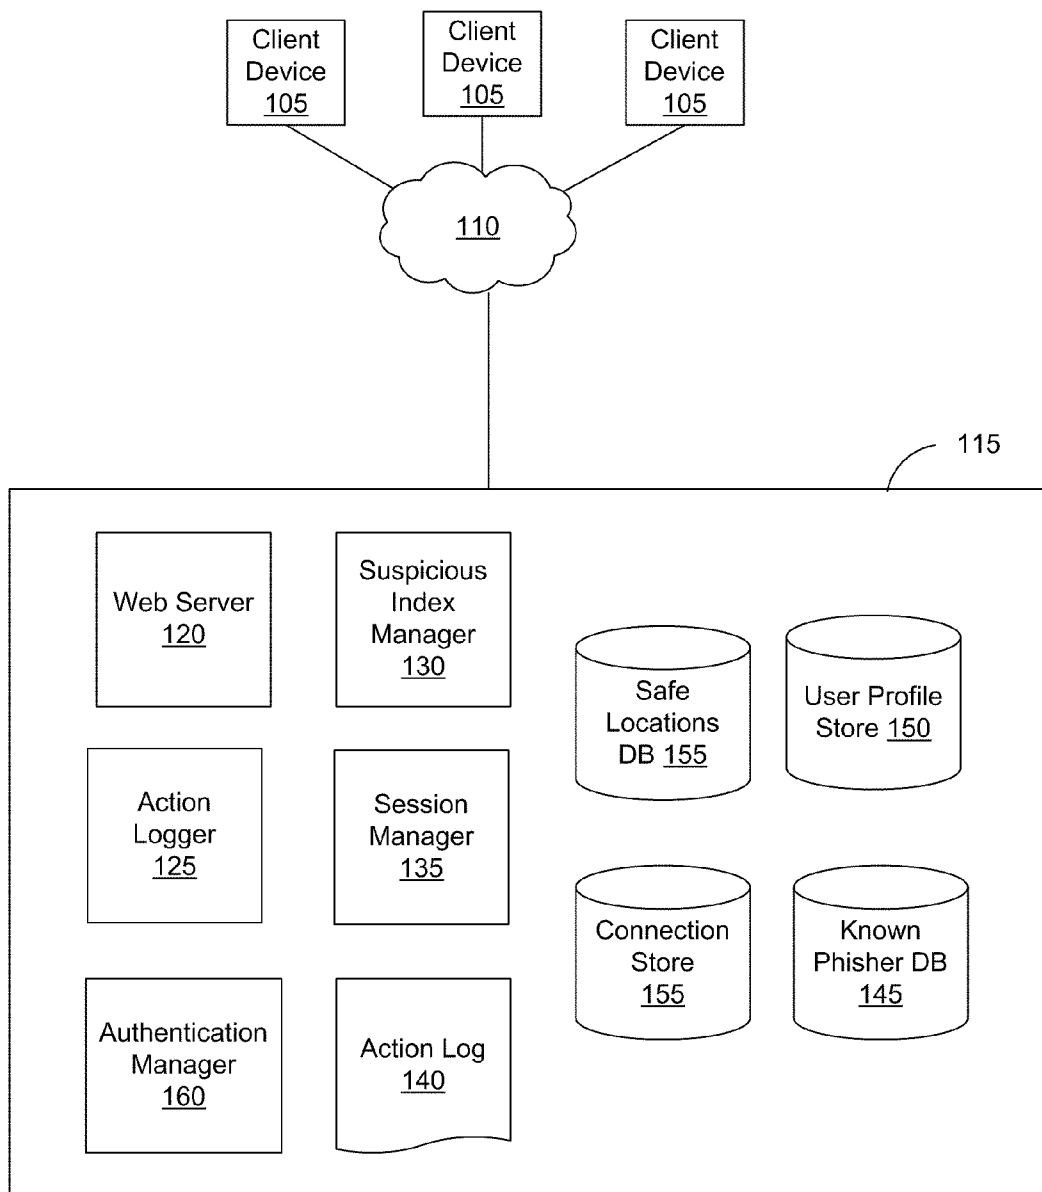 Client
Device
105
Client
Device
105
Client
Device
105
110
115
Web Server
120
Suspicious
Index
Manager
130
Safe
Locations
DB 155
User Profile
Store 150
Action
Logger
125
Session
Manager
135
Connection
Store
155
Known
Phisher DB
145
Authentication
Manager
160
Action Log
140